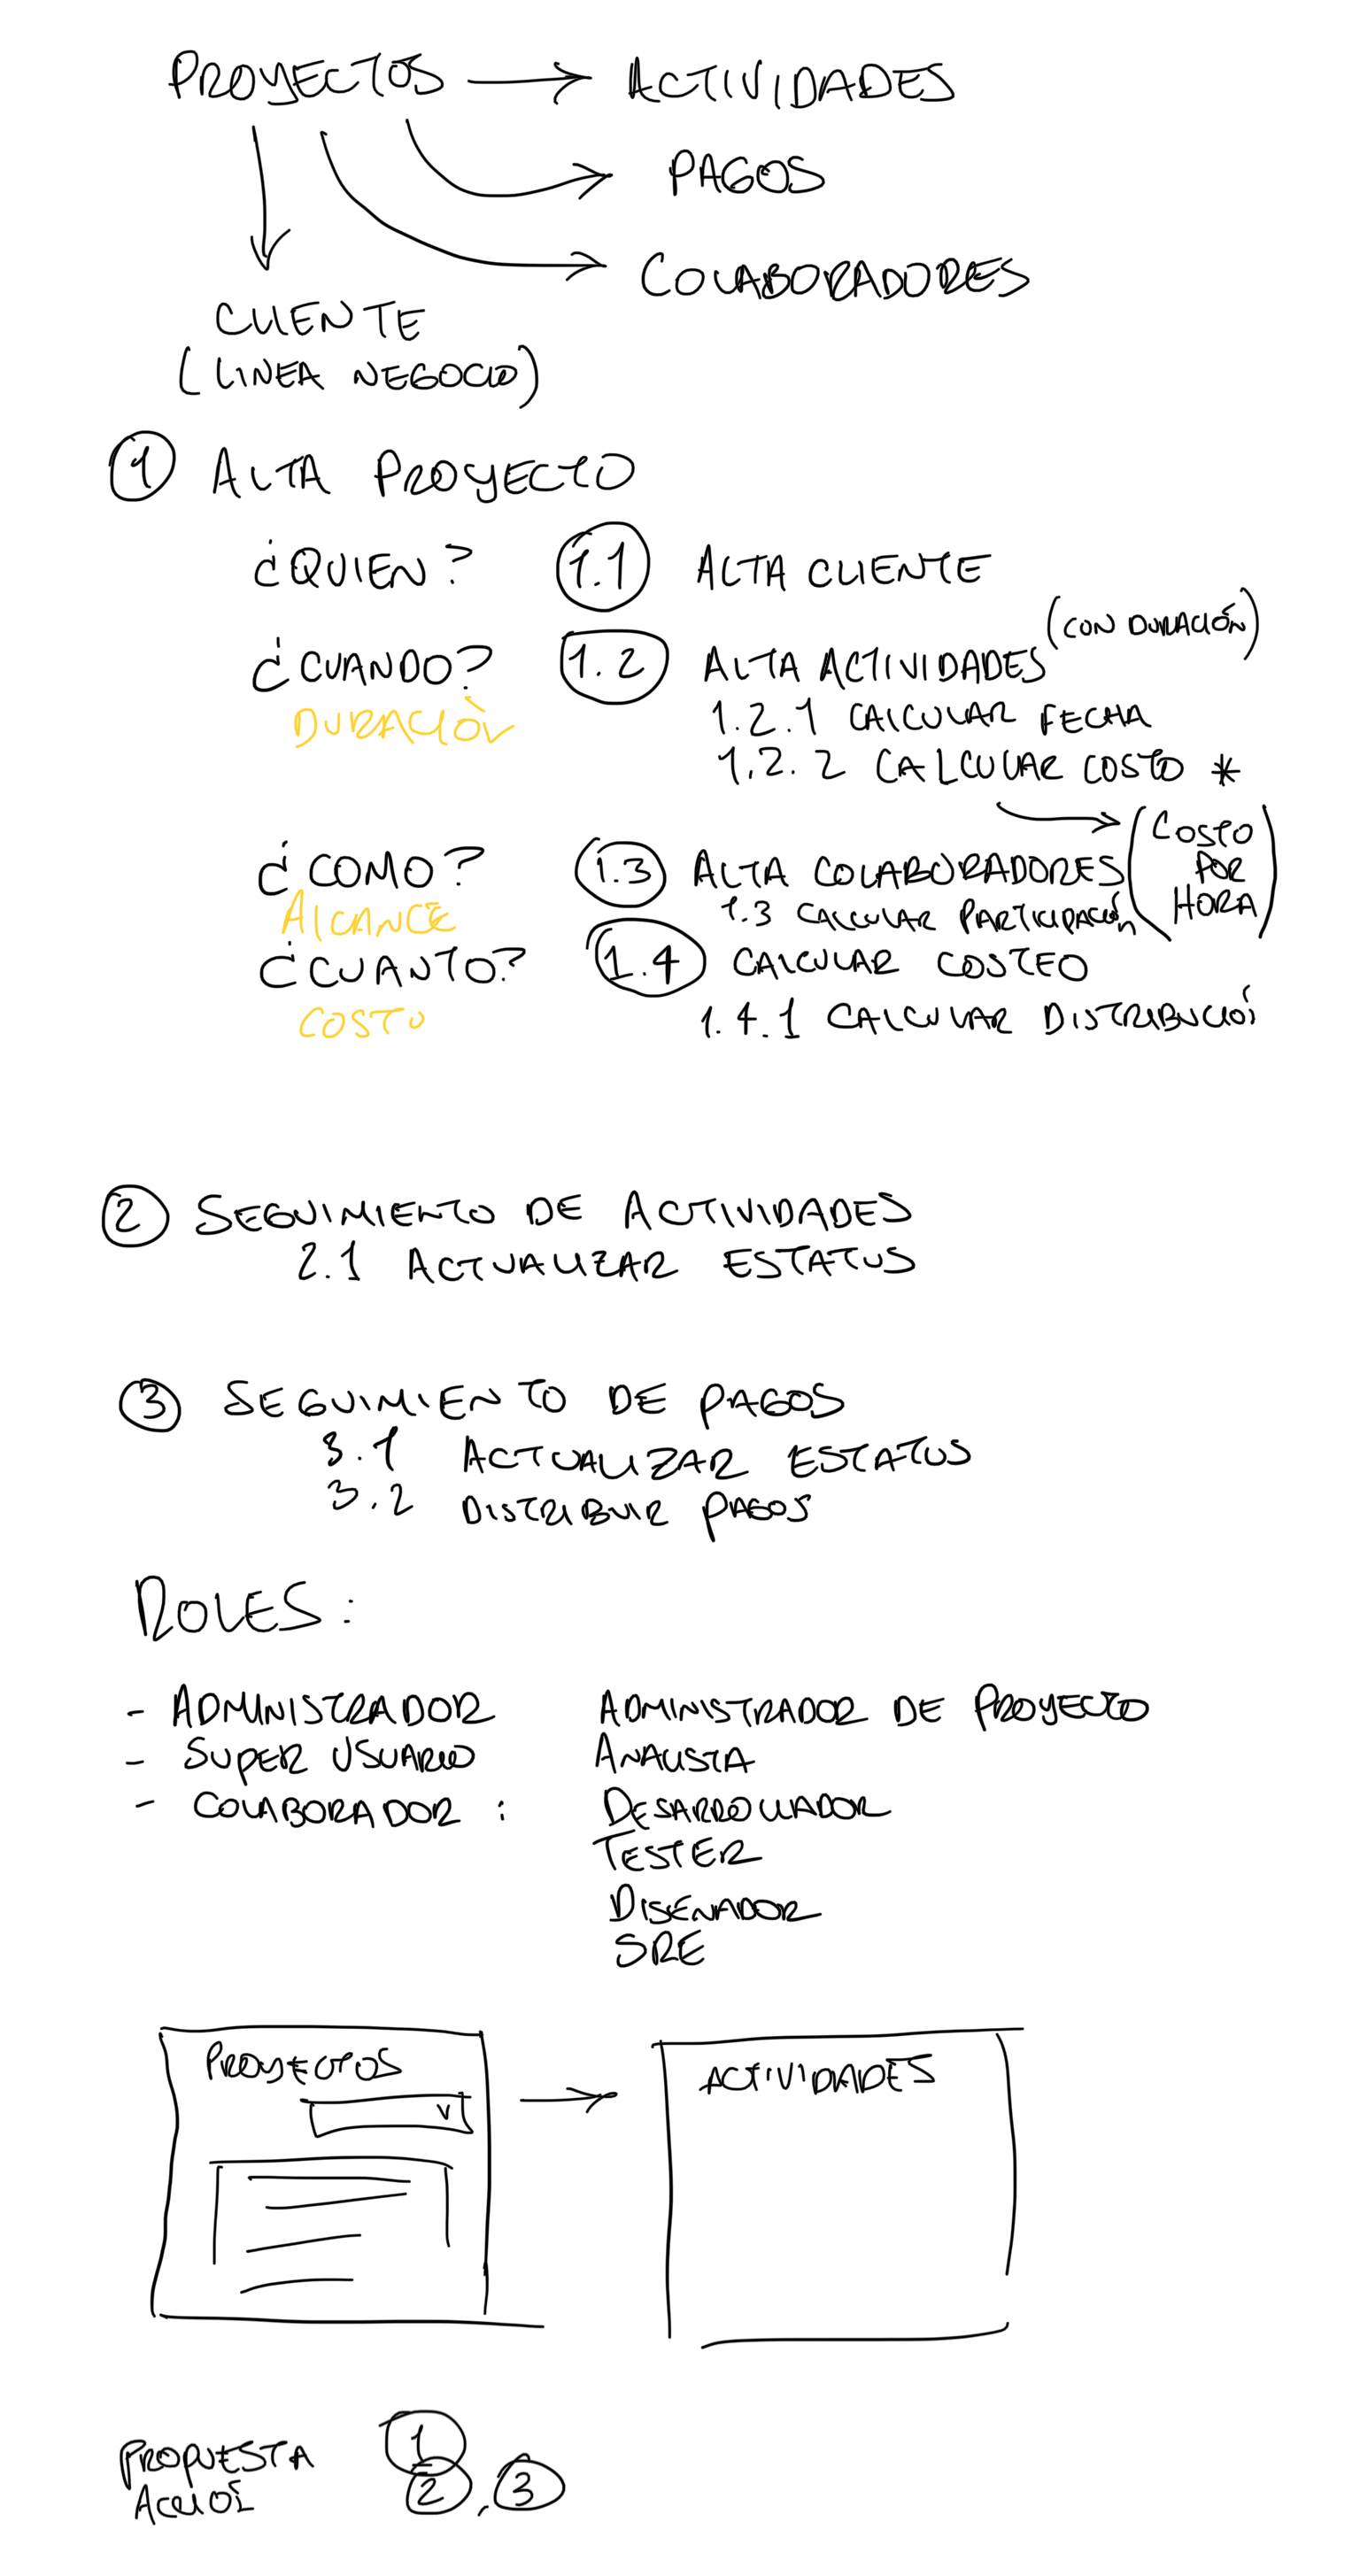 PROYECTOS → ACTIVIDADES
PAGOS
COLABORADORES
CLIENTE
(LINEA NEGOCIO)
1 ALTA PROYECTO
¿QUIEN? 1.1 ALTA CLIENTE
(CON DURACIÓN)
¿CUANDO? 1.2 ALTA ACTIVIDADES
DURACIÓN 1.2.1 CALCULAR FECHA
1.2.2 CALCULAR COSTO *
¿COMO? 1.3 ALTA COLABORADORES (COSTO POR HORA)
ALCANCE 1.3 CALCULAR PARTICIPACIÓN
¿CUANTO? 1.4 CALCULAR COSTEO
COSTO 1.4.1 CALCULAR DISTRIBUCIÓN
2 SEGUIMIENTO DE ACTIVIDADES
2.1 ACTUALIZAR ESTATUS
3 SEGUIMIENTO DE PAGOS
3.1 ACTUALIZAR ESTATUS
3.2 DISTRIBUIR PAGOS
ROLES:
- ADMINISTRADOR ADMINISTRADOR DE PROYECTO
- SUPER USUARIO ANALISTA
- COLABORADOR: DESARROLLADOR
TESTER
DISEÑADOR
SRE
PROYECTOS → ACTIVIDADES
V
PROPUESTA 1
ACCIÓN 2, 3